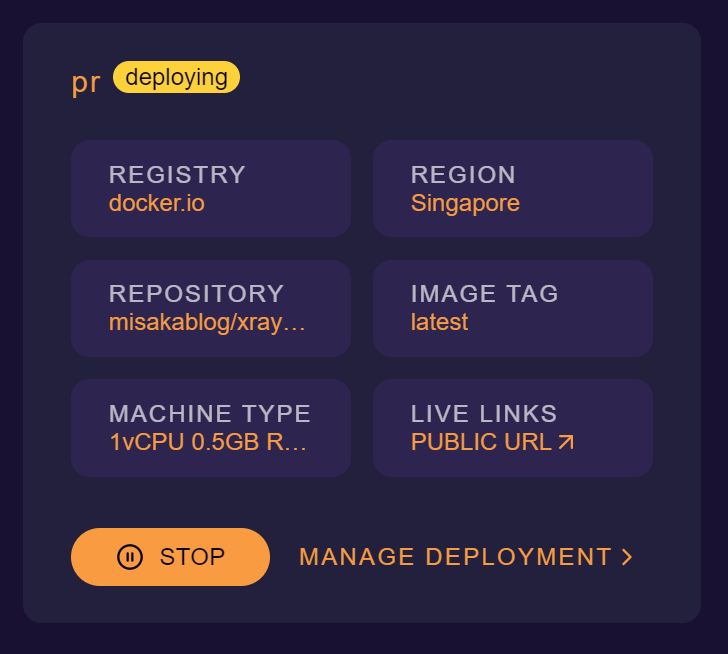 pr deploying
REGISTRY
docker.io
REGION
Singapore
REPOSITORY
misakablog/xray...
IMAGE TAG
latest
MACHINE TYPE
1vCPU 0.5GB R...
LIVE LINKS
PUBLIC URL
STOP
MANAGE DEPLOYMENT